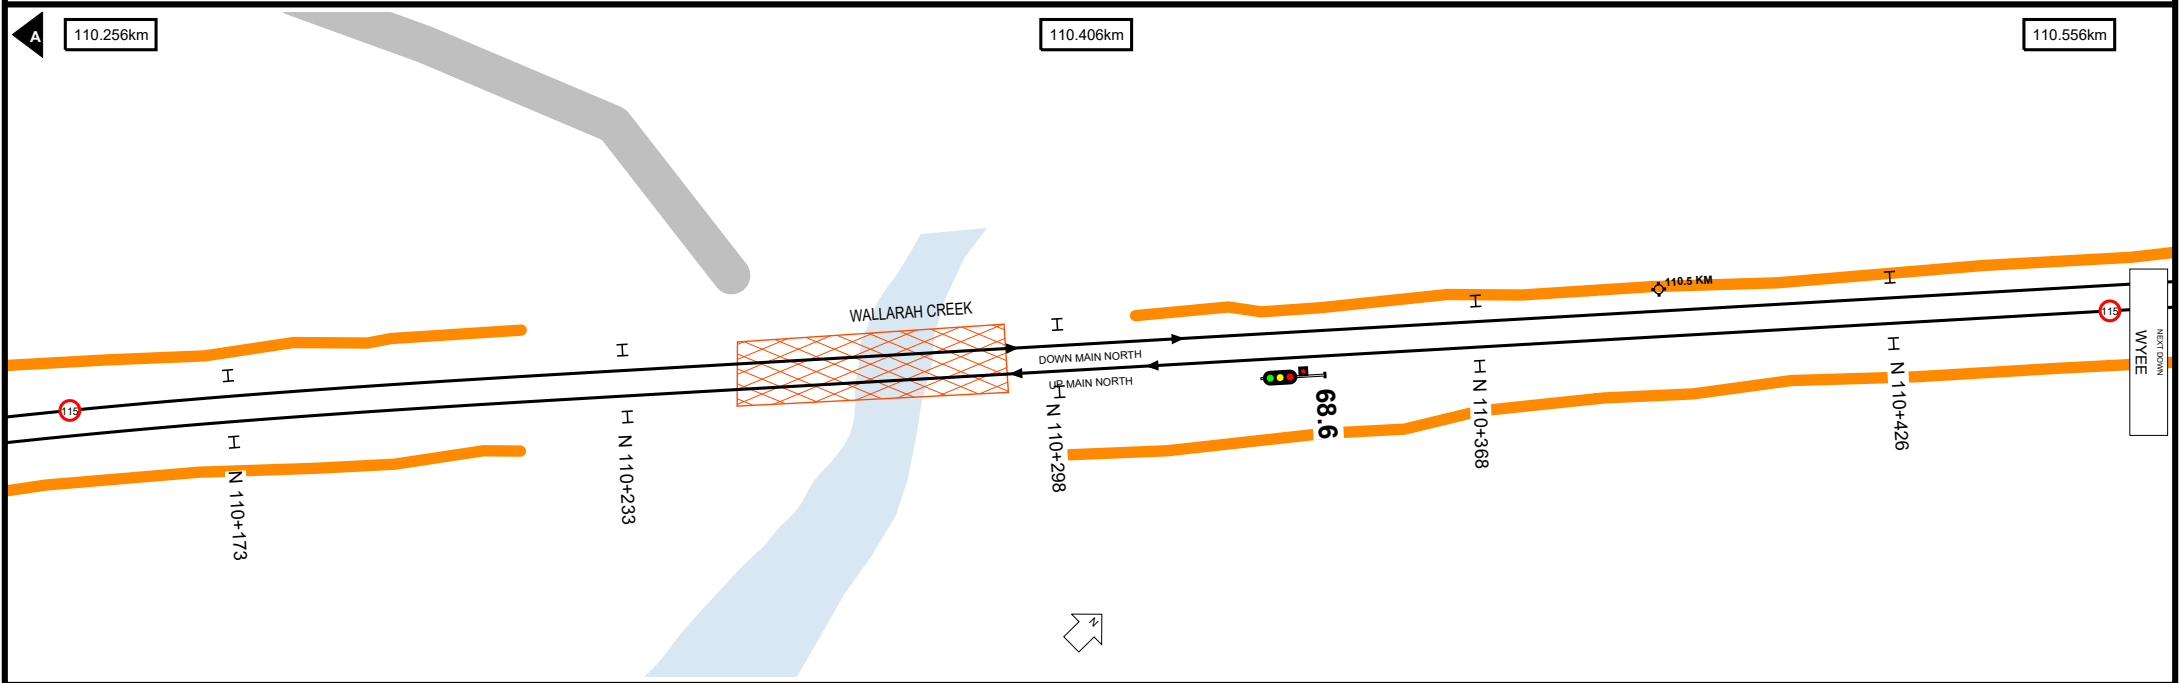 A
110.256km
110.406km
110.556km
WALLARAH CREEK
110.5 KM
DOWN MAIN NORTH
UP MAIN NORTH
115
115
NEXT DOWN
WYEE
68.6
N 110+173
N 110+233
N 110+298
N 110+368
N 110+426
N